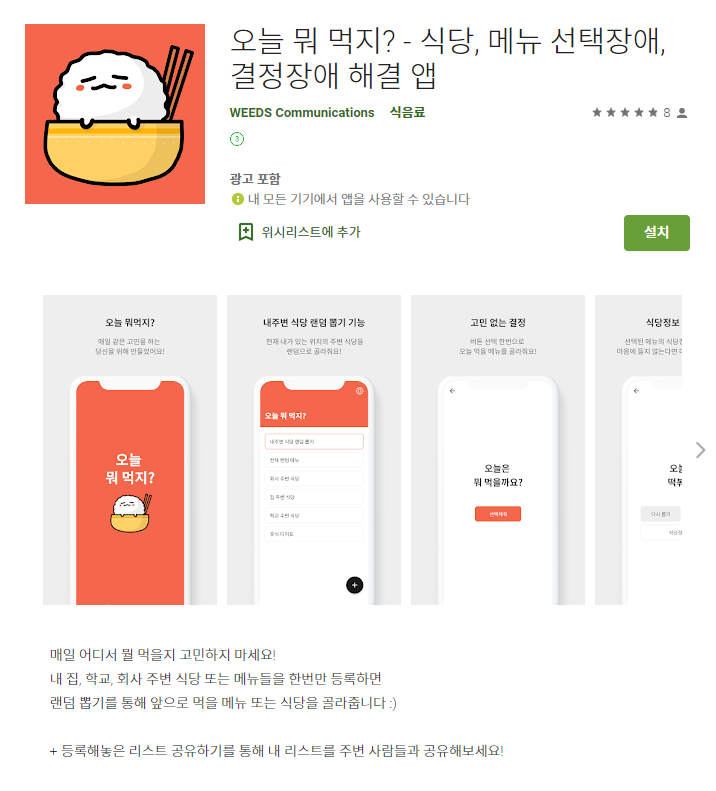 오늘 뭐 먹지? - 식당, 메뉴 선택장애,
결정장애 해결 앱
WEEDS Communications 식음료
8
3
광고 포함
내 모든 기기에서 앱을 사용할 수 있습니다
위시리스트에 추가
설치
오늘 뭐먹지?
매일 같은 고민을 하는
당신을 위해 만들었어요!
오늘
뭐 먹지?
내주변 식당 랜덤 뽑기 기능
현재 내가 있는 위치의 주변 식당을
랜덤으로 골라줘요!
오늘 뭐 먹지?
내주변 식당 랜덤 뽑기
전체 랜덤 메뉴
회사 주변 식당
집 주변 식당
학교 주변 식당
고민 없는 결정
버튼 선택 한번으로
오늘 먹을 메뉴를 골라줘요!
오늘은
뭐 먹을까요?
선택해줘
식당정보
선택된 메뉴의 식당정
마음에 들지 않는다면 다
오늘
떡볶
다시 뽑기
식당정
매일 어디서 뭘 먹을지 고민하지 마세요!
내 집, 학교, 회사 주변 식당 또는 메뉴들을 한번만 등록하면
랜덤 뽑기를 통해 앞으로 먹을 메뉴 또는 식당을 골라줍니다 :)
+ 등록해놓은 리스트 공유하기를 통해 내 리스트를 주변 사람들과 공유해보세요!